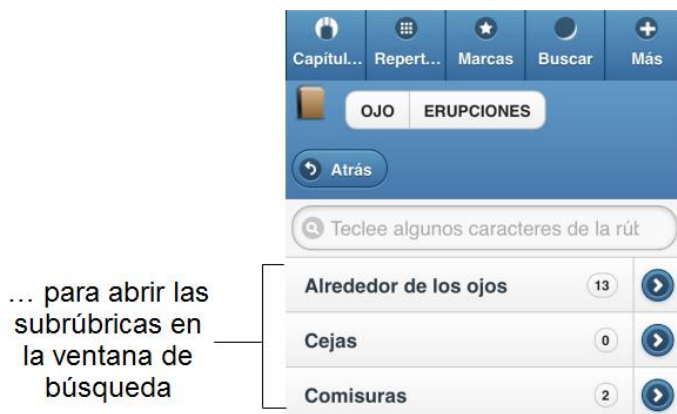 Capítul...
Repert...
Marcas
Buscar
Más
OJO
ERUPCIONES
Atrás
Teclee algunos caracteres de la rúb
Alrededor de los ojos 13
Cejas 0
Comisuras 2
... para abrir las
subrúbricas en
la ventana de
búsqueda